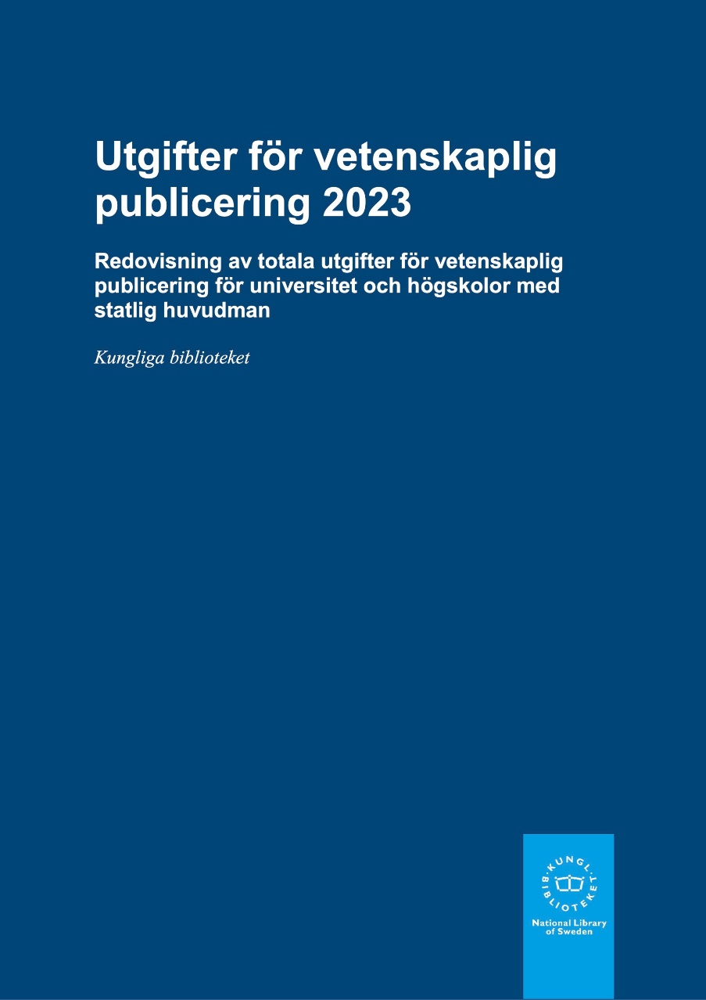 Utgifter för vetenskaplig
publicering 2023
Redovisning av totala utgifter för vetenskaplig
publicering för universitet och högskolor med
statlig huvudman
Kungliga biblioteket
·KUNGL·
BIBLIOTEKET
National Library
of Sweden